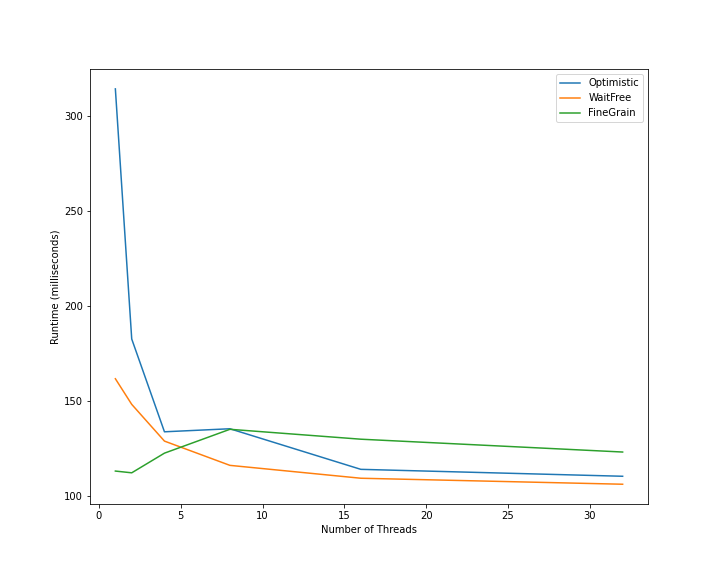 Optimistic
WaitFree
FineGrain
300
250
200
150
100
Runtime (milliseconds)
0 5 10 15 20 25 30
Number of Threads